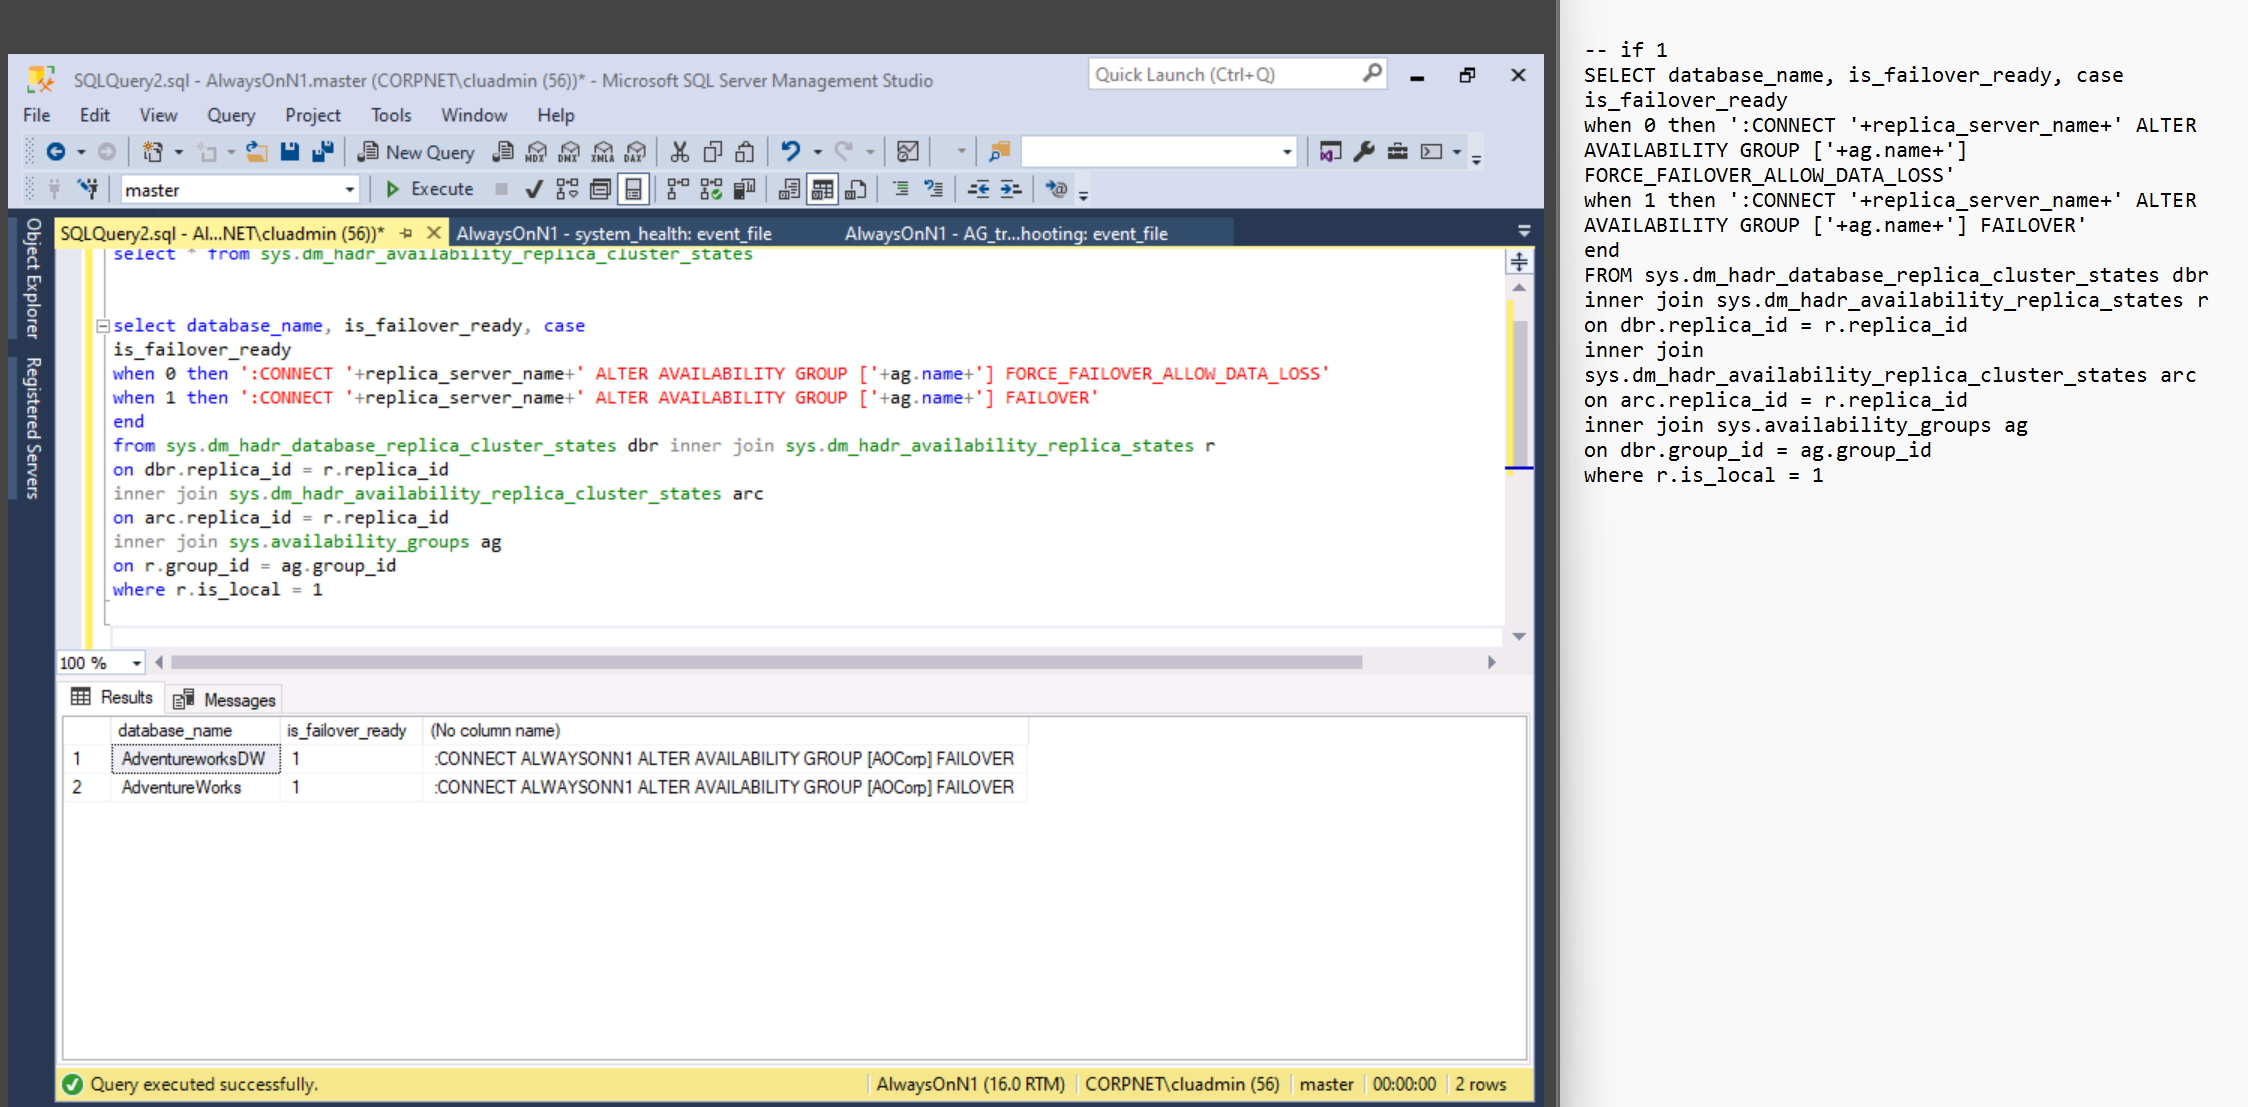 SQLQuery2.sql - AlwaysOnN1.master (CORPNET\cluadmin (56))* - Microsoft SQL Server Management Studio
Quick Launch (Ctrl+Q)
File Edit View Query Project Tools Window Help
New Query MDX DMX XMLA DAX
master Execute
Object Explorer
Registered Servers
SQLQuery2.sql - Al...NET\cluadmin (56))* AlwaysOnN1 - system_health: event_file AlwaysOnN1 - AG_tr...hooting: event_file
select * from sys.dm_hadr_availability_replica_cluster_states
select database_name, is_failover_ready, case
is_failover_ready
when 0 then ':CONNECT '+replica_server_name+' ALTER AVAILABILITY GROUP ['+ag.name+'] FORCE_FAILOVER_ALLOW_DATA_LOSS'
when 1 then ':CONNECT '+replica_server_name+' ALTER AVAILABILITY GROUP ['+ag.name+'] FAILOVER'
end
from sys.dm_hadr_database_replica_cluster_states dbr inner join sys.dm_hadr_availability_replica_states r
on dbr.replica_id = r.replica_id
inner join sys.dm_hadr_availability_replica_cluster_states arc
on arc.replica_id = r.replica_id
inner join sys.availability_groups ag
on r.group_id = ag.group_id
where r.is_local = 1
100 %
Results Messages
database_name is_failover_ready (No column name)
1 AdventureworksDW 1 :CONNECT ALWAYSONN1 ALTER AVAILABILITY GROUP [AOCorp] FAILOVER
2 AdventureWorks 1 :CONNECT ALWAYSONN1 ALTER AVAILABILITY GROUP [AOCorp] FAILOVER
Query executed successfully. AlwaysOnN1 (16.0 RTM) CORPNET\cluadmin (56) master 00:00:00 2 rows
-- if 1
SELECT database_name, is_failover_ready, case
is_failover_ready
when 0 then ':CONNECT '+replica_server_name+' ALTER
AVAILABILITY GROUP ['+ag.name+']
FORCE_FAILOVER_ALLOW_DATA_LOSS'
when 1 then ':CONNECT '+replica_server_name+' ALTER
AVAILABILITY GROUP ['+ag.name+'] FAILOVER'
end
FROM sys.dm_hadr_database_replica_cluster_states dbr
inner join sys.dm_hadr_availability_replica_states r
on dbr.replica_id = r.replica_id
inner join
sys.dm_hadr_availability_replica_cluster_states arc
on arc.replica_id = r.replica_id
inner join sys.availability_groups ag
on dbr.group_id = ag.group_id
where r.is_local = 1